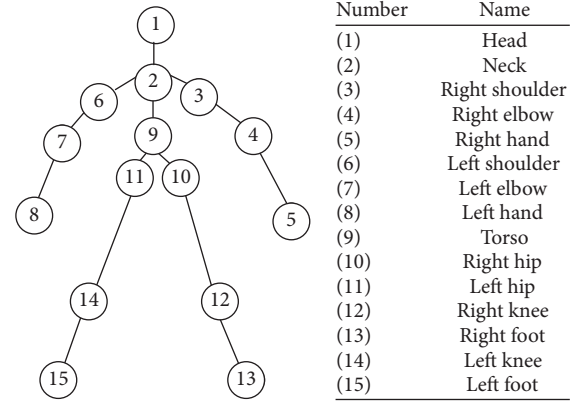 1
2
6
3
7
9
4
11
10
8
5
14
12
15
13
Number Name
(1) Head
(2) Neck
(3) Right shoulder
(4) Right elbow
(5) Right hand
(6) Left shoulder
(7) Left elbow
(8) Left hand
(9) Torso
(10) Right hip
(11) Left hip
(12) Right knee
(13) Right foot
(14) Left knee
(15) Left foot